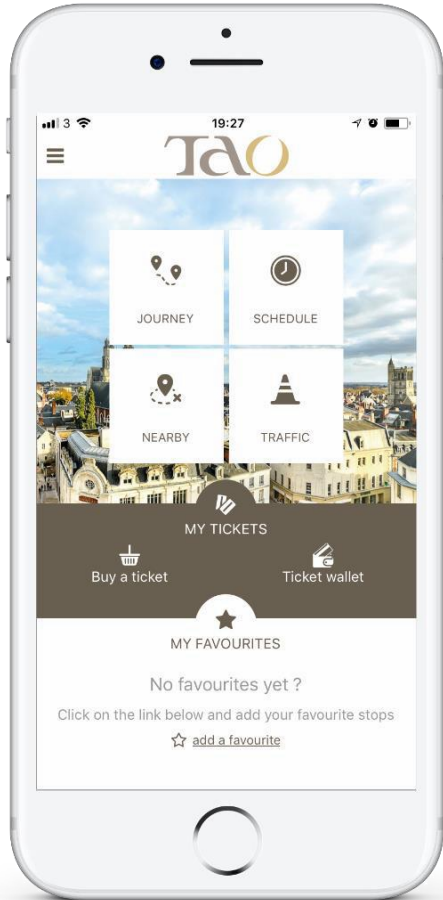 3
19:27
TAO
JOURNEY
SCHEDULE
NEARBY
TRAFFIC
MY TICKETS
Buy a ticket
Ticket wallet
MY FAVOURITES
No favourites yet ?
Click on the link below and add your favourite stops
add a favourite